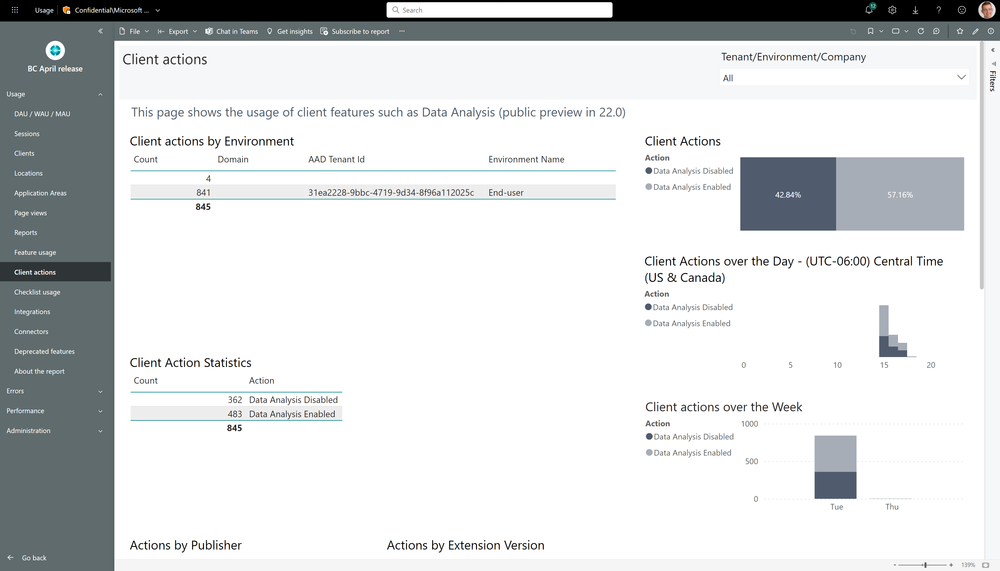 Usage
Confidential\Microsoft ...
Search
12
File
Export
Chat in Teams
Get insights
Subscribe to report
BC April release
Usage
DAU / WAU / MAU
Sessions
Clients
Locations
Application Areas
Page views
Reports
Feature usage
Client actions
Checklist usage
Integrations
Connectors
Deprecated features
About the report
Errors
Performance
Administration
Go back
Client actions
Tenant/Environment/Company
All
Filters
This page shows the usage of client features such as Data Analysis (public preview in 22.0)
Client actions by Environment
Count Domain AAD Tenant Id Environment Name
4
841 31ea2228-9bbc-4719-9d34-8f96a112025c End-user
845
Client Actions
Action
Data Analysis Disabled
Data Analysis Enabled
42.84% 57.16%
Client Actions over the Day - (UTC-06:00) Central Time
(US & Canada)
Action
Data Analysis Disabled
Data Analysis Enabled
0 5 10 15 20
Client Action Statistics
Count Action
362 Data Analysis Disabled
483 Data Analysis Enabled
845
Client actions over the Week
Action
Data Analysis Disabled
Data Analysis Enabled
1000
500
0
Tue Thu
Actions by Publisher
Actions by Extension Version
- + 139%